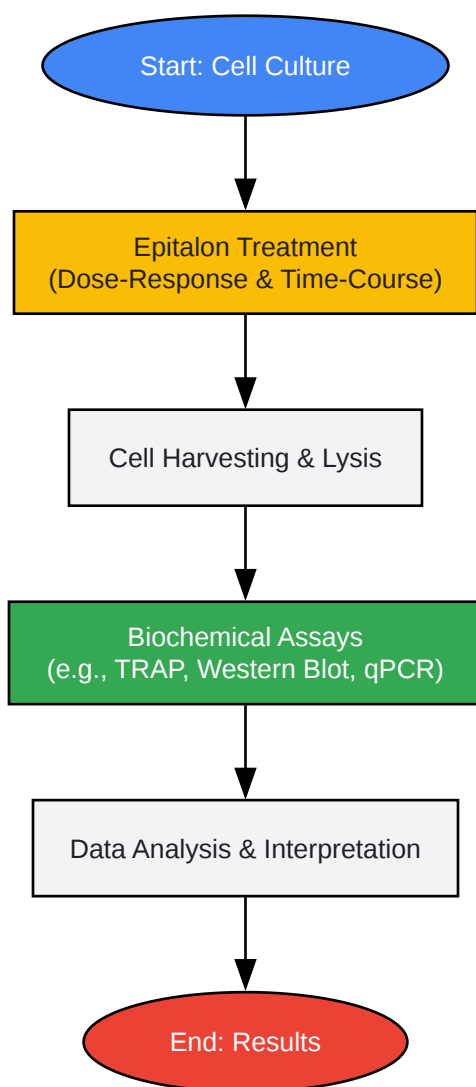 Start: Cell Culture
Epitalon Treatment
(Dose-Response & Time-Course)
Cell Harvesting & Lysis
Biochemical Assays
(e.g., TRAP, Western Blot, qPCR)
Data Analysis & Interpretation
End: Results